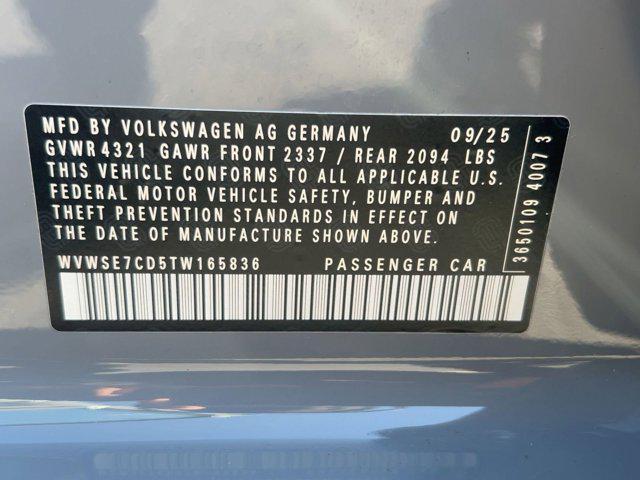 MFD BY VOLKSWAGEN AG GERMANY 09/25
GVWR 4321 GAWR FRONT 2337 / REAR 2094 LBS
THIS VEHICLE CONFORMS TO ALL APPLICABLE U.S.
FEDERAL MOTOR VEHICLE SAFETY, BUMPER AND
THEFT PREVENTION STANDARDS IN EFFECT ON
THE DATE OF MANUFACTURE SHOWN ABOVE.
WVWSE7CD5TW165836 PASSENGER CAR
3650109 4007 3